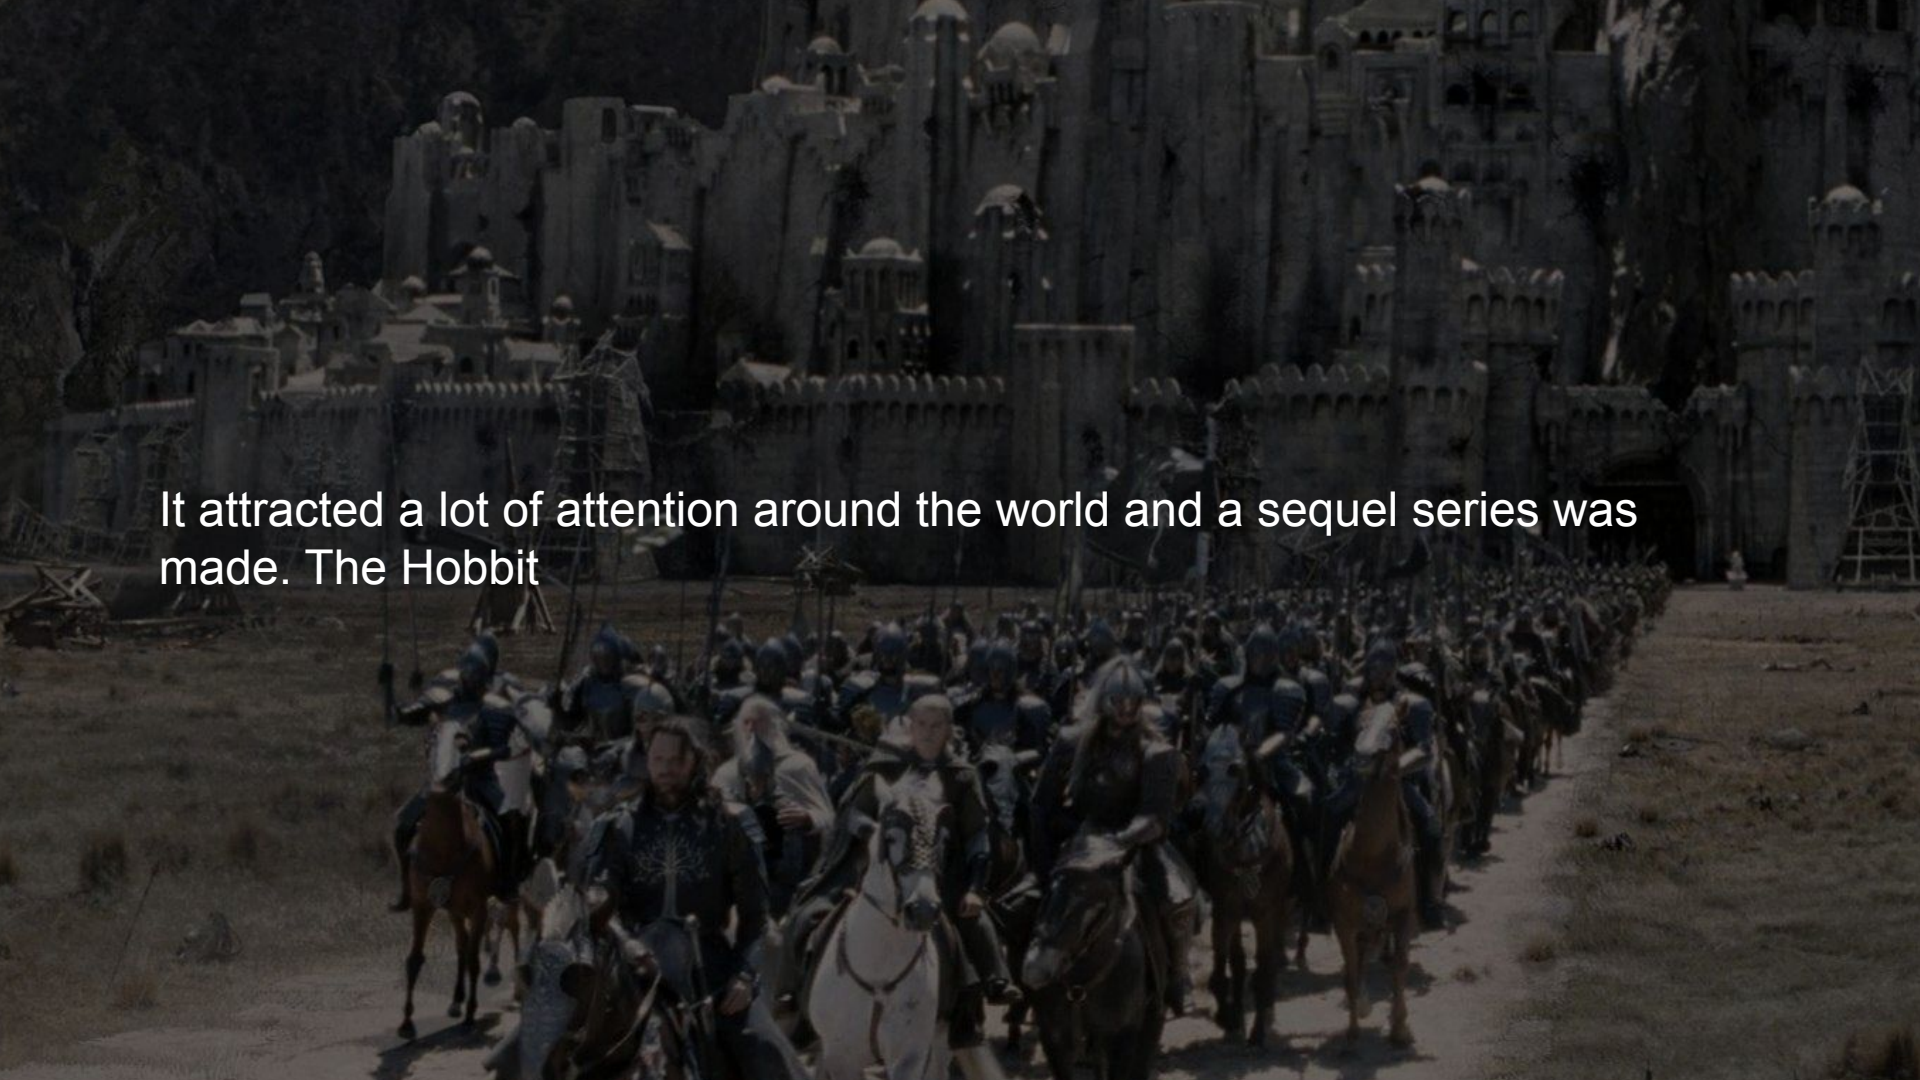 It attracted a lot of attention around the world and a sequel series was
made. The Hobbit